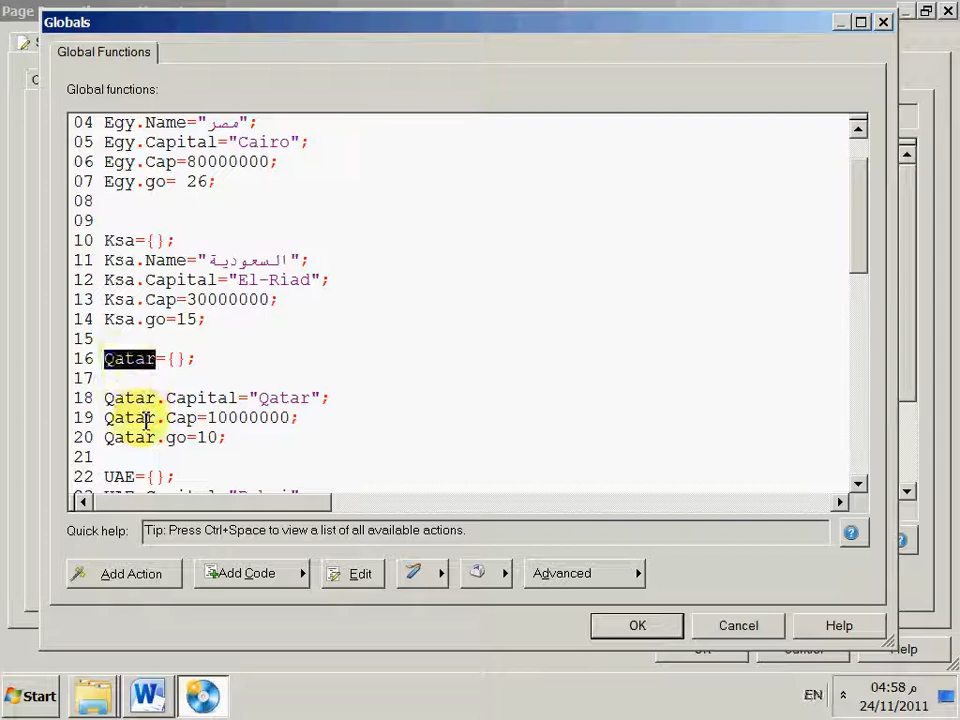 Page
Globals
Global Functions
Global functions:
04 Egy.Name="مصر";
05 Egy.Capital="Cairo";
06 Egy.Cap=80000000;
07 Egy.go= 26;
08
09
10 Ksa={};
11 Ksa.Name="السعودية";
12 Ksa.Capital="El-Riad";
13 Ksa.Cap=30000000;
14 Ksa.go=15;
15
16 Qatar={};
17
18 Qatar.Capital="Qatar";
19 Qatar.Cap=10000000;
20 Qatar.go=10;
21
22 UAE={};
Quick help: Tip: Press Ctrl+Space to view a list of all available actions.
Add Action Add Code Edit Advanced
OK Cancel Help
Help
Start EN 04:58 م
24/11/2011